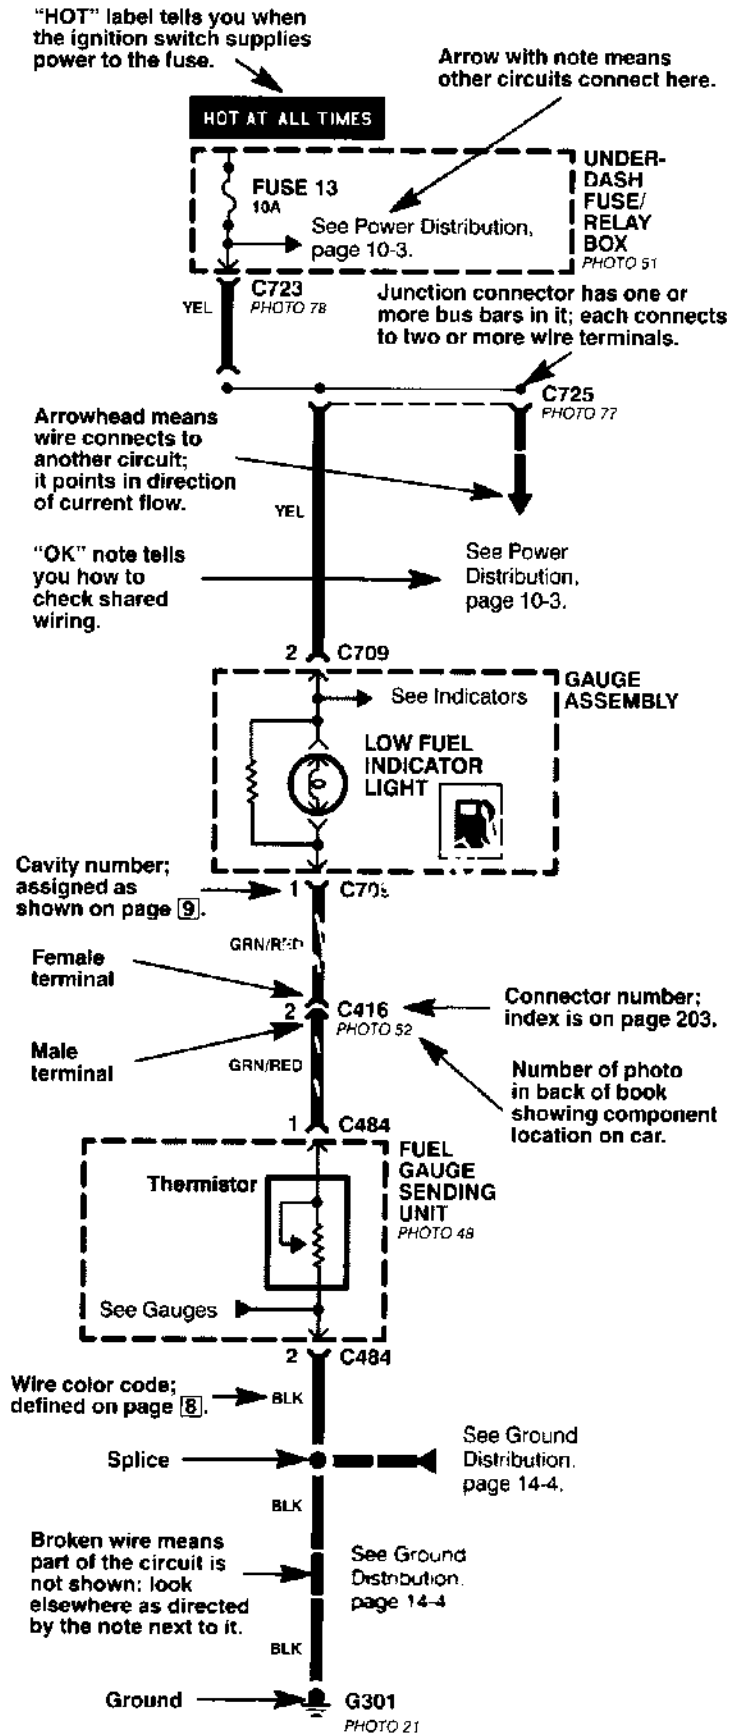 “HOT” label tells you when
the ignition switch supplies
power to the fuse.
Arrow with note means
other circuits connect here.
HOT AT ALL TIMES
FUSE 13
10A
See Power Distribution,
page 10-3.
UNDER-
DASH
FUSE/
RELAY
BOX
PHOTO 51
C723
PHOTO 78
YEL
Junction connector has one or
more bus bars in it; each connects
to two or more wire terminals.
C725
PHOTO 77
Arrowhead means
wire connects to
another circuit;
it points in direction
of current flow.
YEL
“OK” note tells
you how to
check shared
wiring.
See Power
Distribution,
page 10-3.
2 C709
GAUGE
ASSEMBLY
See Indicators
LOW FUEL
INDICATOR
LIGHT
Cavity number;
assigned as
shown on page 9.
1
GRN/RED
Female
terminal
2 C416
PHOTO 52
Connector number;
index is on page 203.
Male
terminal
GRN/RED
Number of photo
in back of book
showing component
location on car.
1 C484
FUEL
GAUGE
SENDING
UNIT
PHOTO 48
Thermistor
See Gauges
2 C484
Wire color code;
defined on page 8.
BLK
Splice
See Ground
Distribution.
page 14-4.
BLK
Broken wire means
part of the circuit is
not shown: look
elsewhere as directed
by the note next to it.
See Ground
Distribution.
page 14-4
BLK
Ground
G301
PHOTO 21